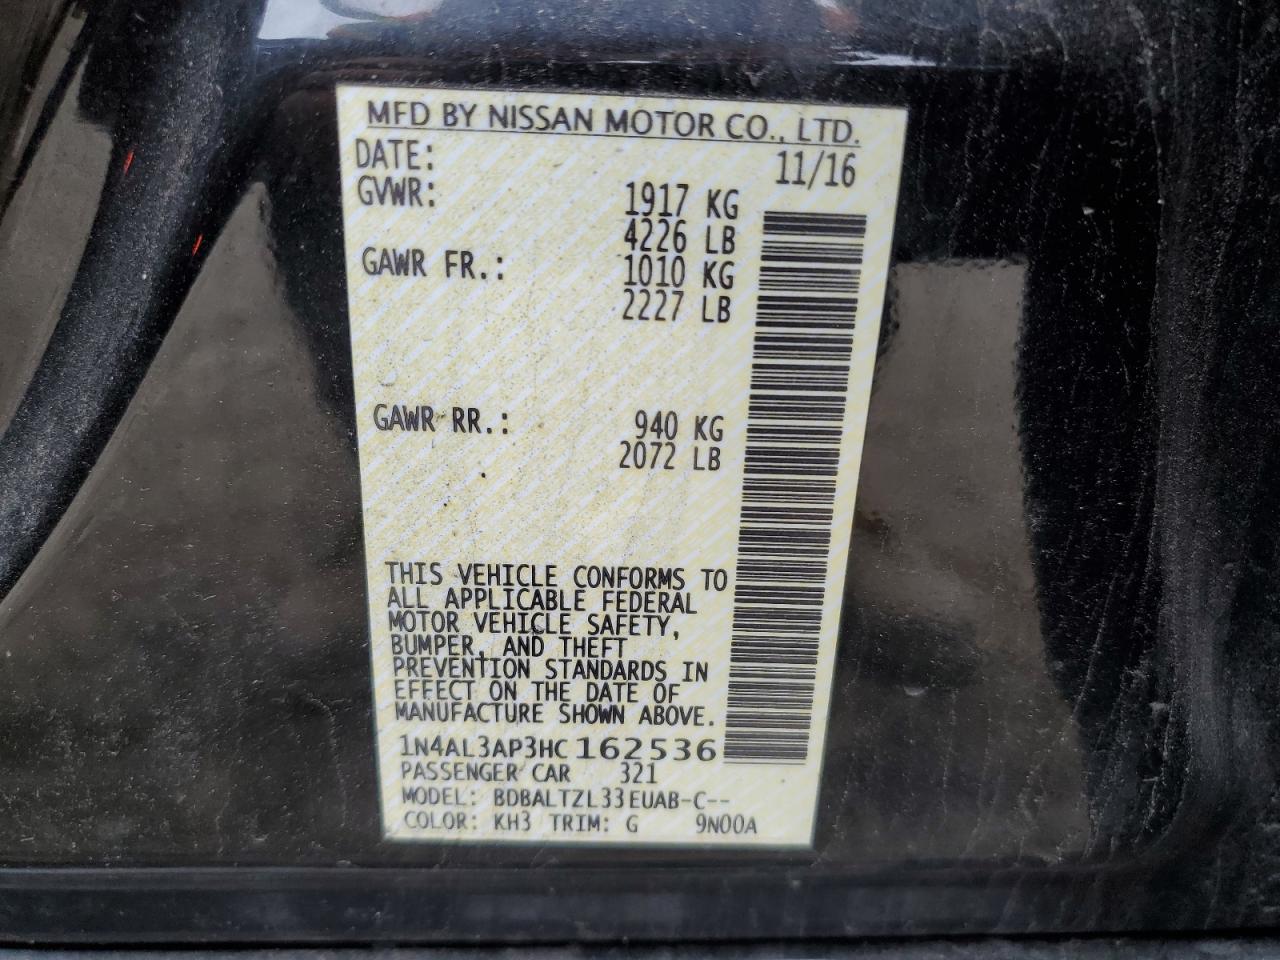 MFD BY NISSAN MOTOR CO., LTD.
DATE: 11/16
GVWR: 1917 KG
4226 LB
GAWR FR.: 1010 KG
2227 LB
GAWR RR.: 940 KG
2072 LB
THIS VEHICLE CONFORMS TO
ALL APPLICABLE FEDERAL
MOTOR VEHICLE SAFETY,
BUMPER, AND THEFT
PREVENTION STANDARDS IN
EFFECT ON THE DATE OF
MANUFACTURE SHOWN ABOVE.
1N4AL3AP3HC162536
PASSENGER CAR 321
MODEL: BDBALTZL33EUAB-C--
COLOR: KH3 TRIM: G 9N00A